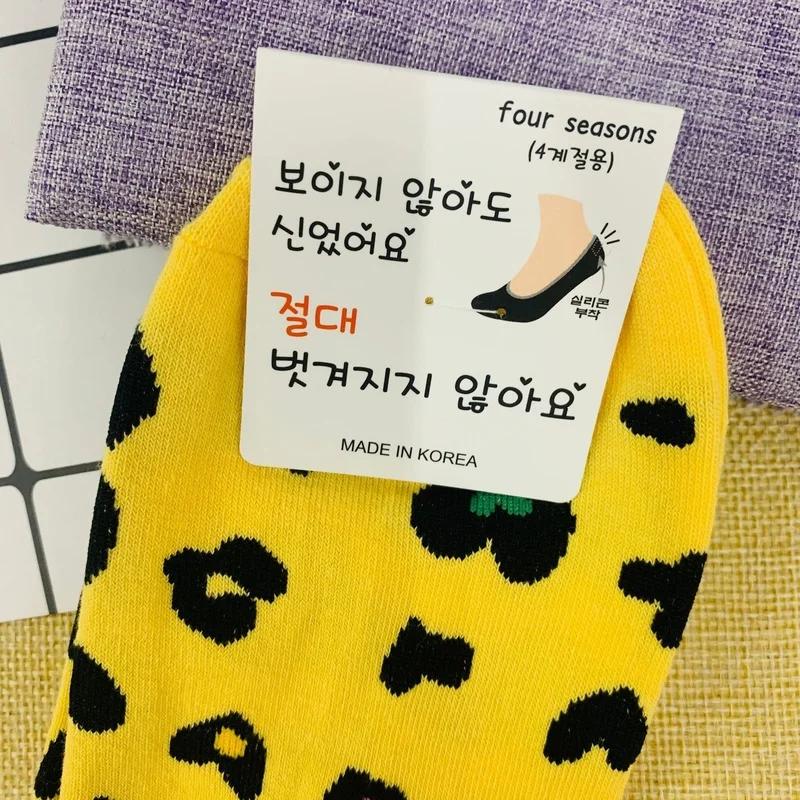 four seasons
(4계절용)
보이지 않아도
신었어요
실리콘
부착
절대
벗겨지지 않아요
MADE IN KOREA